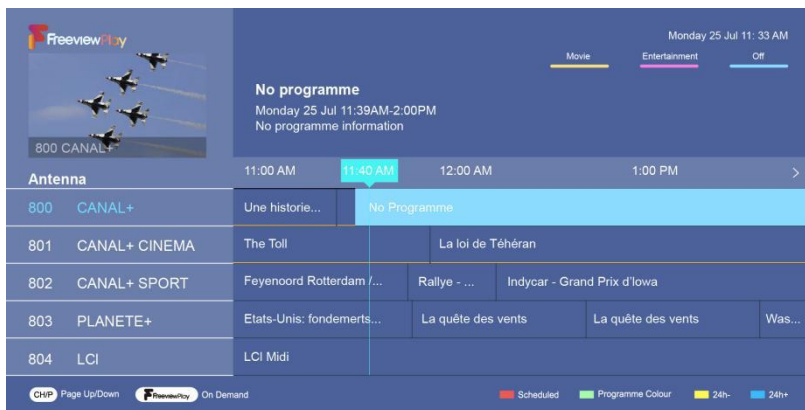 FreeviewPlay
Monday 25 Jul 11: 33 AM
Movie
Entertainment
Off
No programme
Monday 25 Jul 11:39AM-2:00PM
No programme information
800 CANAL+
Antenna
11:00 AM
11:40 AM
12:00 AM
1:00 PM
>
800 CANAL+
Une historie...
No Programme
801 CANAL+ CINEMA
The Toll
La loi de Téhéran
802 CANAL+ SPORT
Feyenoord Rotterdam /...
Rallye - ...
Indycar - Grand Prix d'Iowa
803 PLANETE+
Etats-Unis: fondemerts...
La quête des vents
La quête des vents
Was...
804 LCI
LCI Midi
CH/P Page Up/Down
FreeviewPlay On Demand
Scheduled
Programme Colour
24h-
24h+